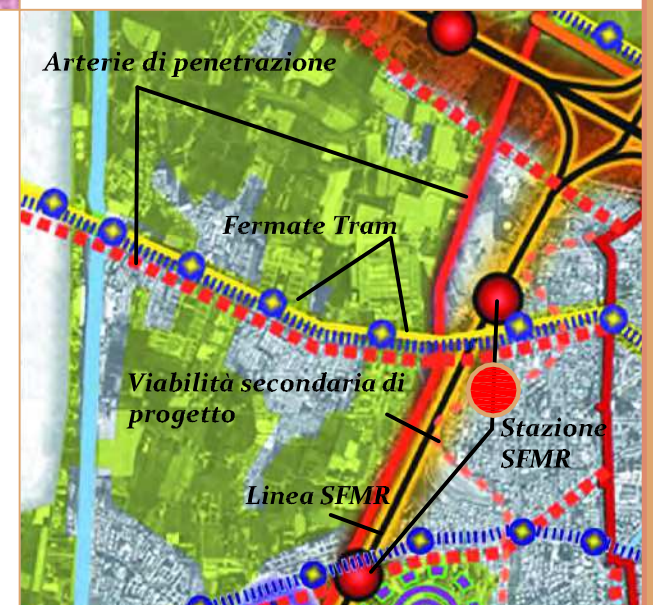 Arterie di penetrazione
Fermate Tram
Viabilità secondaria di
progetto
Stazione
SFMR
Linea SFMR